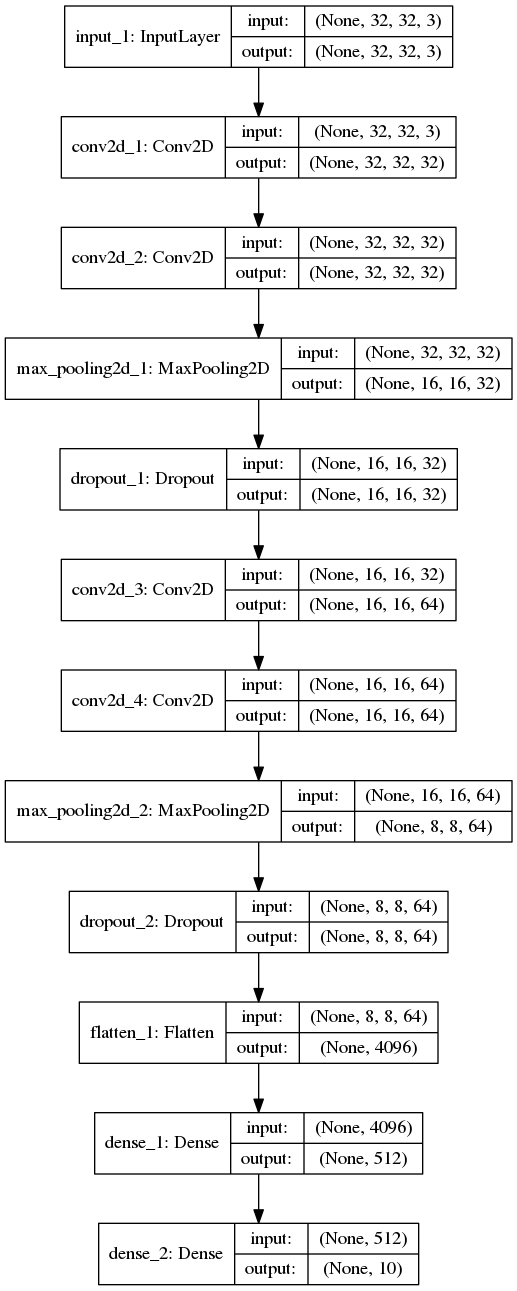 input_1: InputLayer
input: (None, 32, 32, 3)
output: (None, 32, 32, 3)
conv2d_1: Conv2D
input: (None, 32, 32, 3)
output: (None, 32, 32, 32)
conv2d_2: Conv2D
input: (None, 32, 32, 32)
output: (None, 32, 32, 32)
max_pooling2d_1: MaxPooling2D
input: (None, 32, 32, 32)
output: (None, 16, 16, 32)
dropout_1: Dropout
input: (None, 16, 16, 32)
output: (None, 16, 16, 32)
conv2d_3: Conv2D
input: (None, 16, 16, 32)
output: (None, 16, 16, 64)
conv2d_4: Conv2D
input: (None, 16, 16, 64)
output: (None, 16, 16, 64)
max_pooling2d_2: MaxPooling2D
input: (None, 16, 16, 64)
output: (None, 8, 8, 64)
dropout_2: Dropout
input: (None, 8, 8, 64)
output: (None, 8, 8, 64)
flatten_1: Flatten
input: (None, 8, 8, 64)
output: (None, 4096)
dense_1: Dense
input: (None, 4096)
output: (None, 512)
dense_2: Dense
input: (None, 512)
output: (None, 10)